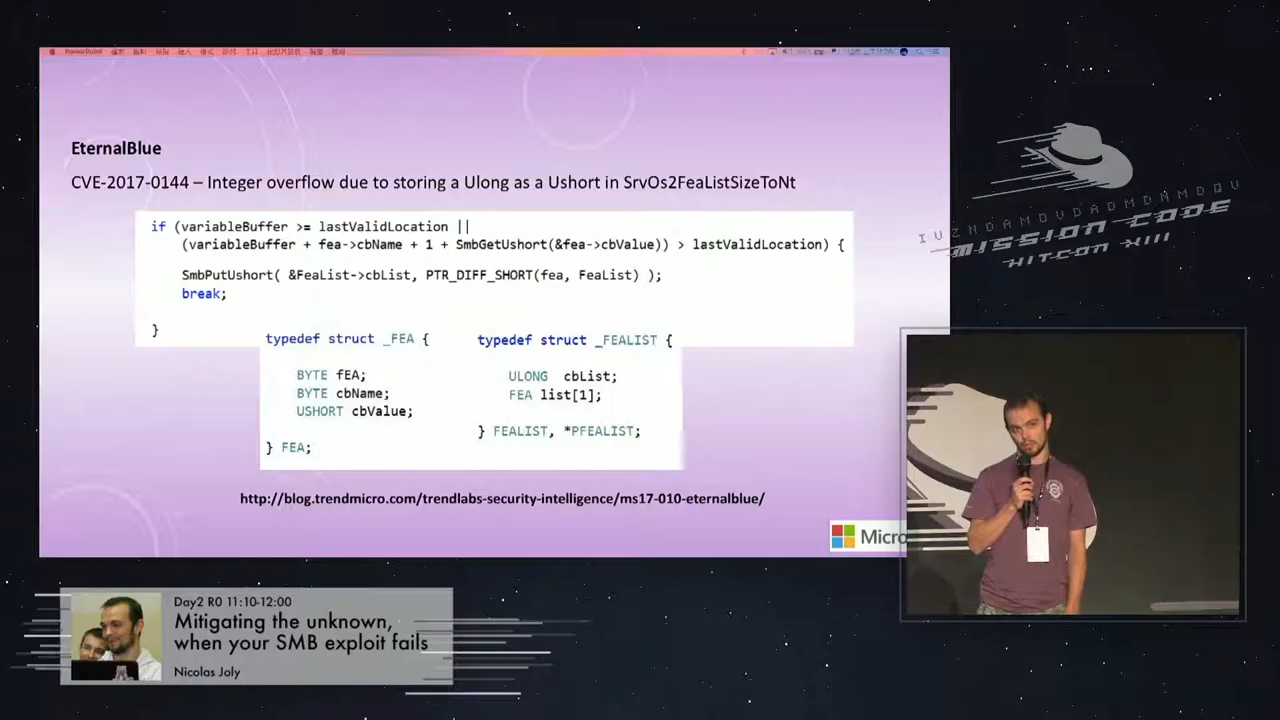 PowerPoint
EternalBlue
CVE-2017-0144 – Integer overflow due to storing a Ulong as a Ushort in SrvOs2FeaListSizeToNt
if (variableBuffer >= lastValidLocation ||
(variableBuffer + fea->cbName + 1 + SmbGetUshort(&fea->cbValue)) > lastValidLocation) {
SmbPutUshort( &FeaList->cbList, PTR_DIFF_SHORT(fea, FeaList) );
break;
}
typedef struct _FEA {
BYTE fEA;
BYTE cbName;
USHORT cbValue;
} FEA;
typedef struct _FEALIST {
ULONG cbList;
FEA list[1];
} FEALIST, *PFEALIST;
http://blog.trendmicro.com/trendlabs-security-intelligence/ms17-010-eternalblue/
Micro
MISSION CODE
HITCON XIII
Day2 R0 11:10-12:00
Mitigating the unknown,
when your SMB exploit fails
Nicolas Joly